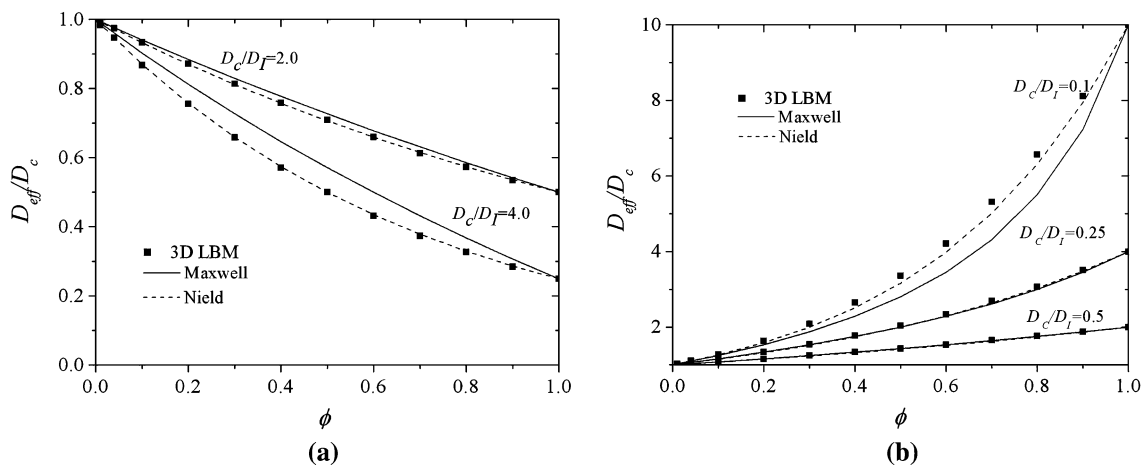 1.0
0.8
0.6
0.4
0.2
0.0
D_eff/D_c
D_c/D_I=2.0
D_c/D_I=4.0
3D LBM
Maxwell
Nield
0.0 0.2 0.4 0.6 0.8 1.0
ϕ
(a)
10
8
6
4
2
D_eff/D_c
3D LBM
Maxwell
Nield
D_C/D_I=0.1
D_C/D_I=0.25
D_C/D_I=0.5
0.0 0.2 0.4 0.6 0.8 1.0
ϕ
(b)